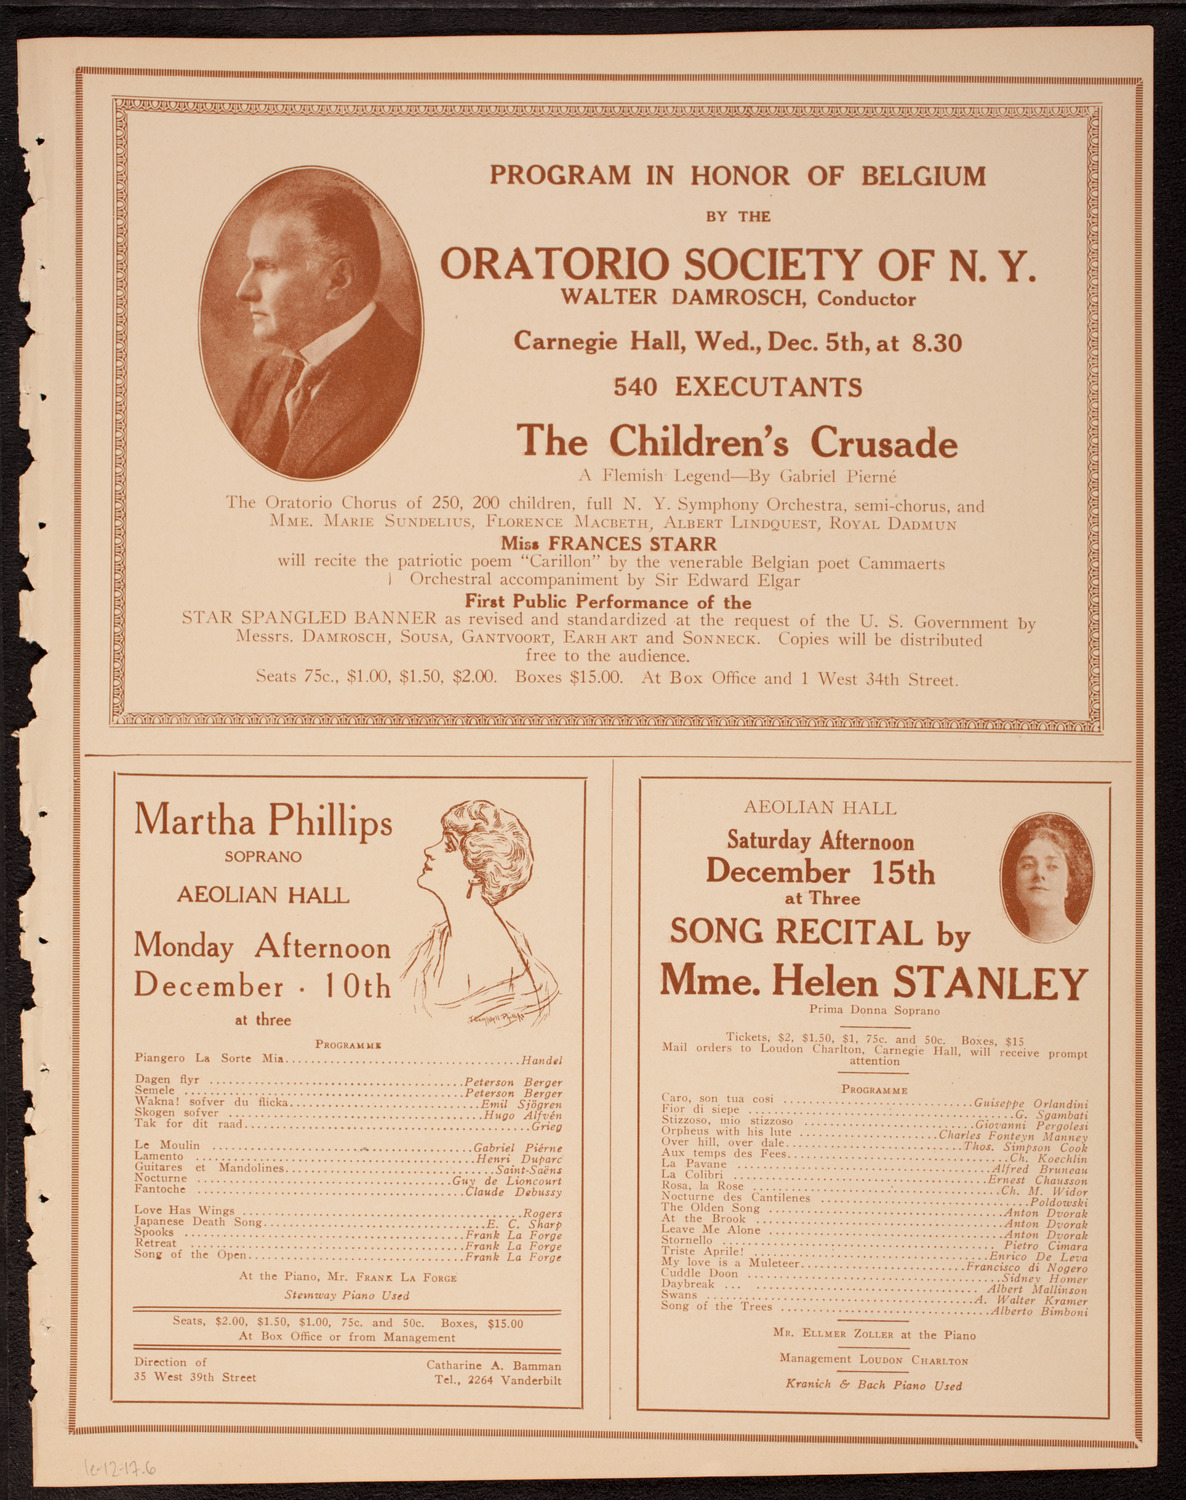 PROGRAM IN HONOR OF BELGIUM
BY THE
ORATORIO SOCIETY OF N. Y.
WALTER DAMROSCH, Conductor
Carnegie Hall, Wed., Dec. 5th, at 8.30
540 EXECUTANTS
The Children's Crusade
A Flemish Legend—By Gabriel Pierné
The Oratorio Chorus of 250, 200 children, full N. Y. Symphony Orchestra, semi-chorus, and
MME. MARIE SUNDELIUS, FLORENCE MACBETH, ALBERT LINDQUEST, ROYAL DADMUN
Miss FRANCES STARR
will recite the patriotic poem "Carillon" by the venerable Belgian poet Cammaerts
Orchestral accompaniment by Sir Edward Elgar
First Public Performance of the
STAR SPANGLED BANNER as revised and standardized at the request of the U. S. Government by
Messrs. DAMROSCH, SOUSA, GANTVOORT, EARHART and SONNECK. Copies will be distributed
free to the audience.
Seats 75c., $1.00, $1.50, $2.00. Boxes $15.00. At Box Office and 1 West 34th Street.
Martha Phillips
SOPRANO
AEOLIAN HALL
Monday Afternoon
December · 10th
at three
PROGRAMME
Piangero La Sorte Mia.....Handel
Dagen flyr.....Peterson Berger
Semele.....Peterson Berger
Wakna! sofver du flicka.....Emil Sjögren
Skogen sofver.....Hugo Alfvén
Tak for dit raad.....Grieg
Le Moulin.....Gabriel Piérne
Lamento.....Henri Duparc
Guitares et Mandolines.....Saint-Saëns
Nocturne.....Guy de Lioncourt
Fantoche.....Claude Debussy
Love Has Wings.....Rogers
Japanese Death Song.....E. C. Sharp
Spooks.....Frank La Forge
Retreat.....Frank La Forge
Song of the Open.....Frank La Forge
At the Piano, Mr. FRANK LA FORGE
Steinway Piano Used
Seats, $2.00, $1.50, $1.00, 75c. and 50c. Boxes, $15.00
At Box Office or from Management
Direction of Catharine A. Bamman
35 West 39th Street Tel., 2264 Vanderbilt
AEOLIAN HALL
Saturday Afternoon
December 15th
at Three
SONG RECITAL by
Mme. Helen STANLEY
Prima Donna Soprano
Tickets, $2, $1.50, $1, 75c. and 50c. Boxes, $15
Mail orders to Loudon Charlton, Carnegie Hall, will receive prompt
attention
PROGRAMME
Caro, son tua cosi.....Guiseppe Orlandini
Fior di siepe.....G. Sgambati
Stizzoso, mio stizzoso.....Giovanni Pergolesi
Orpheus with his lute.....Charles Fonteyn Manney
Over hill, over dale.....Thos. Simpson Cook
Aux temps des Fees.....Ch. Koechlin
La Pavane.....Alfred Bruneau
La Colibri.....Ernest Chausson
Rosa, la Rose.....Ch. M. Widor
Nocturne des Cantilenes.....Poldowski
The Olden Song.....Anton Dvorak
At the Brook.....Anton Dvorak
Leave Me Alone.....Anton Dvorak
Stornello.....Pietro Cimara
Triste Aprile!.....Enrico De Leva
My love is a Muleteer.....Francisco di Nogero
Cuddle Doon.....Sidney Homer
Daybreak.....Albert Mallinson
Swans.....A. Walter Kramer
Song of the Trees.....Alberto Bimboni
MR. ELLMER ZOLLER at the Piano
Management LOUDON CHARLTON
Kranich & Bach Piano Used